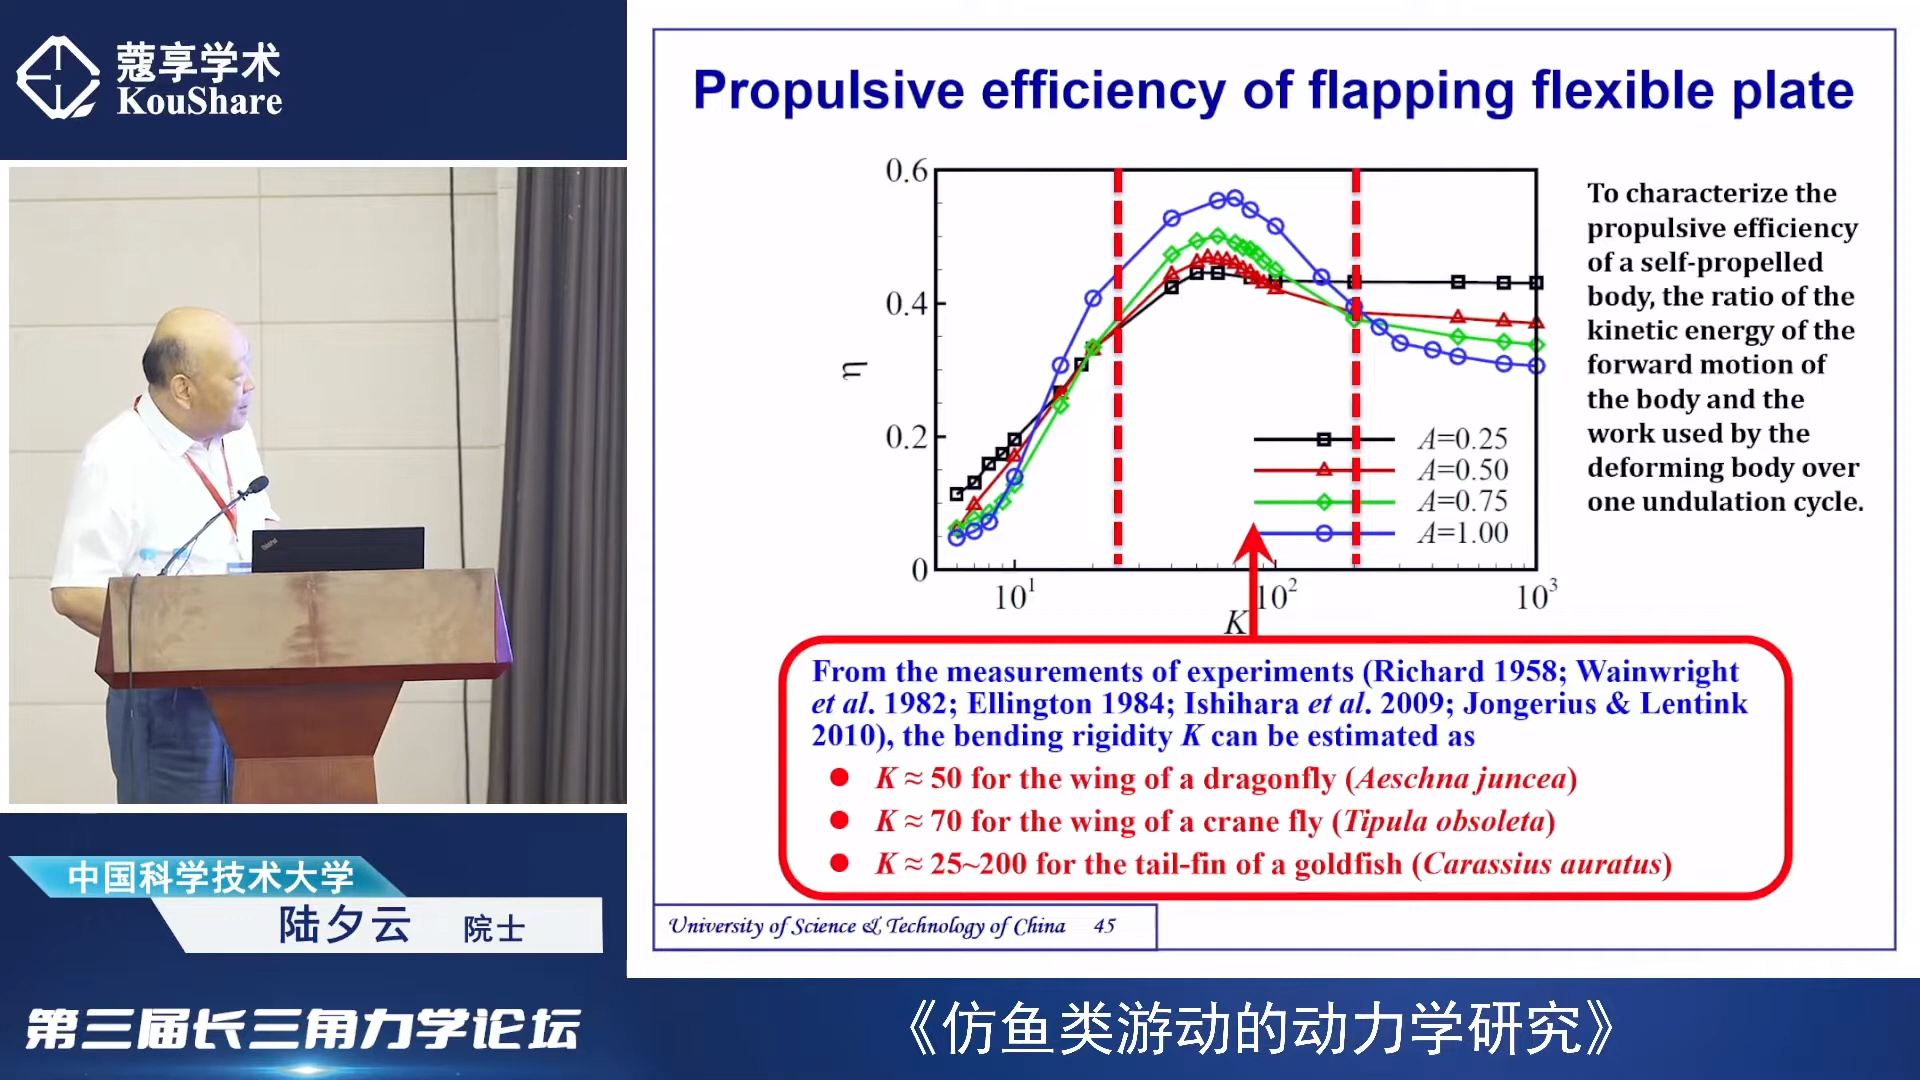 蔻享学术
KouShare
Propulsive efficiency of flapping flexible plate
0.6
0.4
0.2
0
η
10¹
10²
10³
K
A=0.25
A=0.50
A=0.75
A=1.00
To characterize the
propulsive efficiency
of a self-propelled
body, the ratio of the
kinetic energy of the
forward motion of
the body and the
work used by the
deforming body over
one undulation cycle.
From the measurements of experiments (Richard 1958; Wainwright
et al. 1982; Ellington 1984; Ishihara et al. 2009; Jongerius & Lentink
2010), the bending rigidity K can be estimated as
● K ≈ 50 for the wing of a dragonfly (Aeschna juncea)
● K ≈ 70 for the wing of a crane fly (Tipula obsoleta)
● K ≈ 25~200 for the tail-fin of a goldfish (Carassius auratus)
University of Science & Technology of China 45
ThinkPad
中国科学技术大学
陆夕云 院士
第三届长三角力学论坛
《仿鱼类游动的动力学研究》